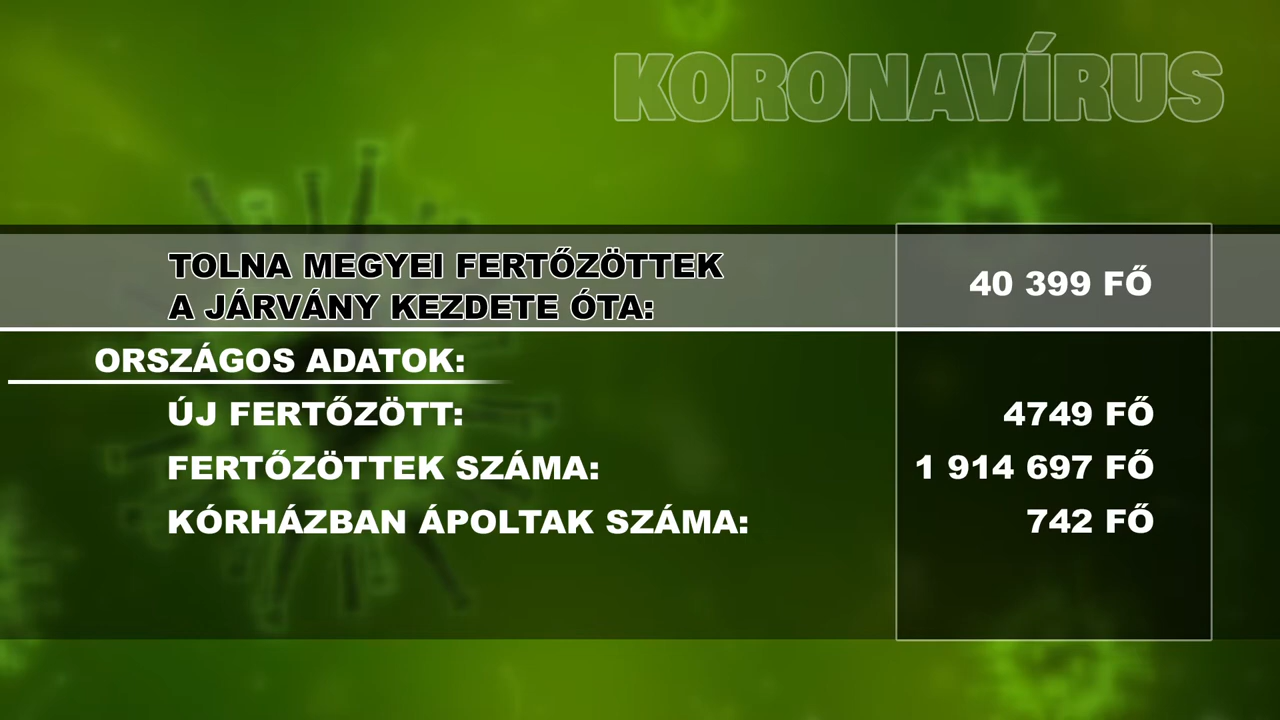 KORONAVÍRUS
TOLNA MEGYEI FERTŐZÖTTEK
A JÁRVÁNY KEZDETE ÓTA:
40 399 FŐ
ORSZÁGOS ADATOK:
ÚJ FERTŐZÖTT: 4749 FŐ
FERTŐZÖTTEK SZÁMA: 1 914 697 FŐ
KÓRHÁZBAN ÁPOLTAK SZÁMA: 742 FŐ